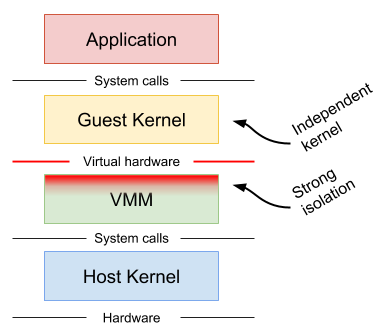 Application
System calls
Guest Kernel
Independent
kernel
Virtual hardware
VMM
Strong
isolation
System calls
Host Kernel
Hardware